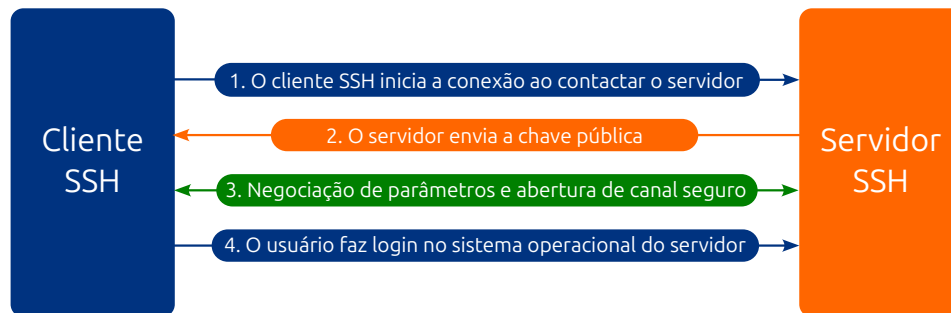 Cliente
SSH
1. O cliente SSH inicia a conexão ao contactar o servidor
2. O servidor envia a chave pública
3. Negociação de parâmetros e abertura de canal seguro
4. O usuário faz login no sistema operacional do servidor
Servidor
SSH